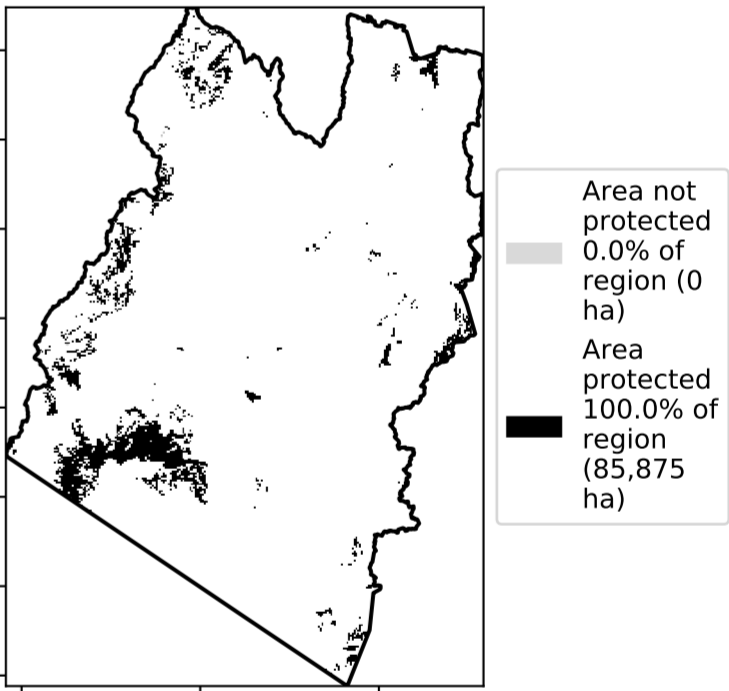 Area not
protected
0.0% of
region (0
ha)
Area
protected
100.0% of
region
(85,875
ha)